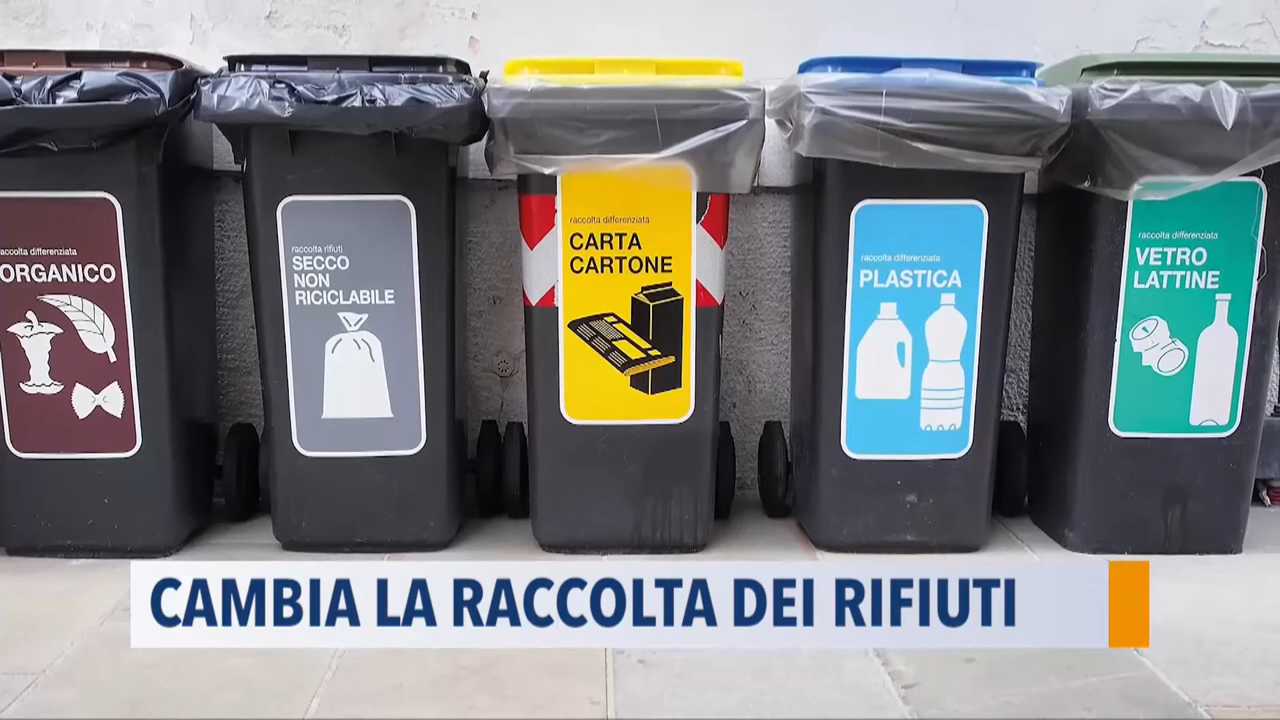 raccolta differenziata
ORGANICO
raccolta rifiuti
SECCO
NON
RICICLABILE
raccolta differenziata
CARTA
CARTONE
raccolta differenziata
PLASTICA
raccolta differenziata
VETRO
LATTINE
CAMBIA LA RACCOLTA DEI RIFIUTI